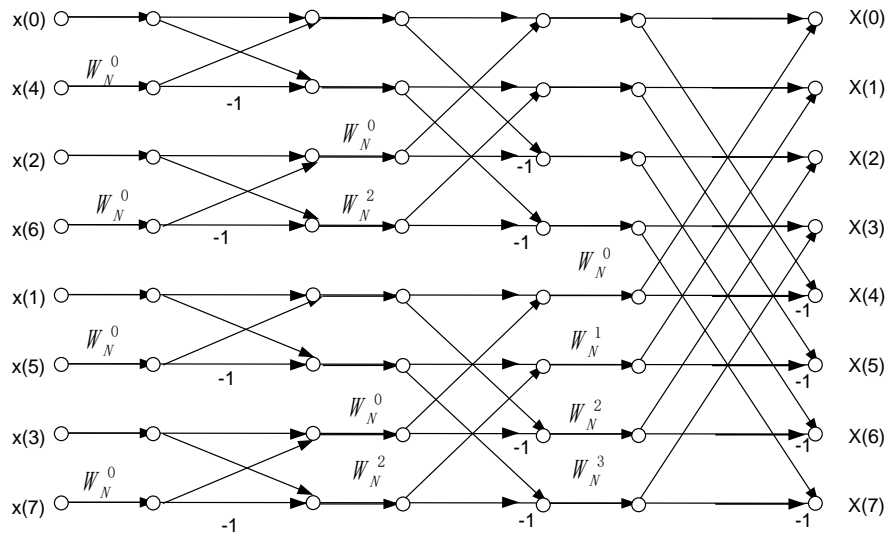 x(0) X(0)
W_N^0
x(4) X(1)
-1
W_N^0
x(2) X(2)
-1
W_N^0 W_N^2
x(6) X(3)
-1 -1
W_N^0
x(1) X(4)
-1
W_N^0 W_N^1
x(5) X(5)
-1 -1
W_N^0 W_N^2
x(3) X(6)
-1 -1
W_N^0 W_N^2 W_N^3
x(7) X(7)
-1 -1 -1